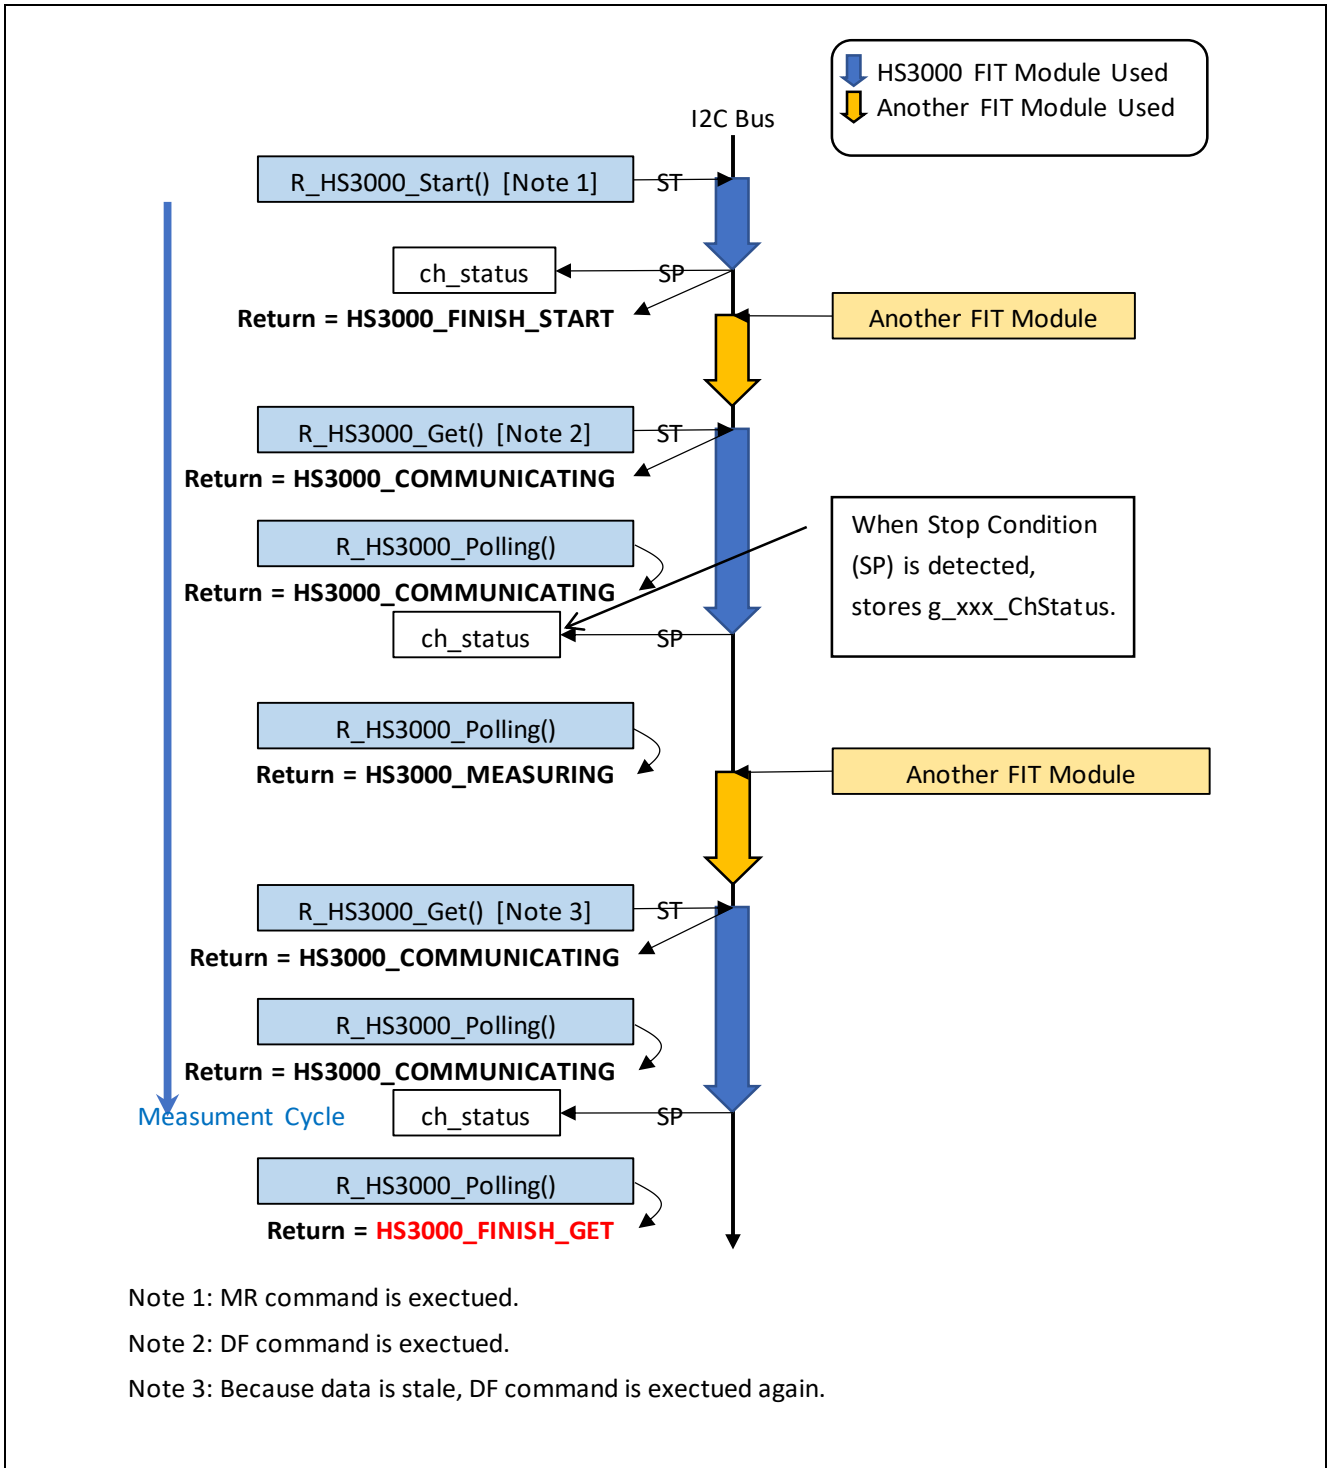 HS3000 FIT Module Used
Another FIT Module Used
I2C Bus
R_HS3000_Start() [Note 1]
ST
ch_status
SP
Return = HS3000_FINISH_START
Another FIT Module
R_HS3000_Get() [Note 2]
ST
Return = HS3000_COMMUNICATING
When Stop Condition
(SP) is detected,
stores g_xxx_ChStatus.
R_HS3000_Polling()
Return = HS3000_COMMUNICATING
ch_status
SP
R_HS3000_Polling()
Return = HS3000_MEASURING
Another FIT Module
R_HS3000_Get() [Note 3]
ST
Return = HS3000_COMMUNICATING
R_HS3000_Polling()
Return = HS3000_COMMUNICATING
Measument Cycle
ch_status
SP
R_HS3000_Polling()
Return = HS3000_FINISH_GET
Note 1: MR command is exectued.
Note 2: DF command is exectued.
Note 3: Because data is stale, DF command is exectued again.